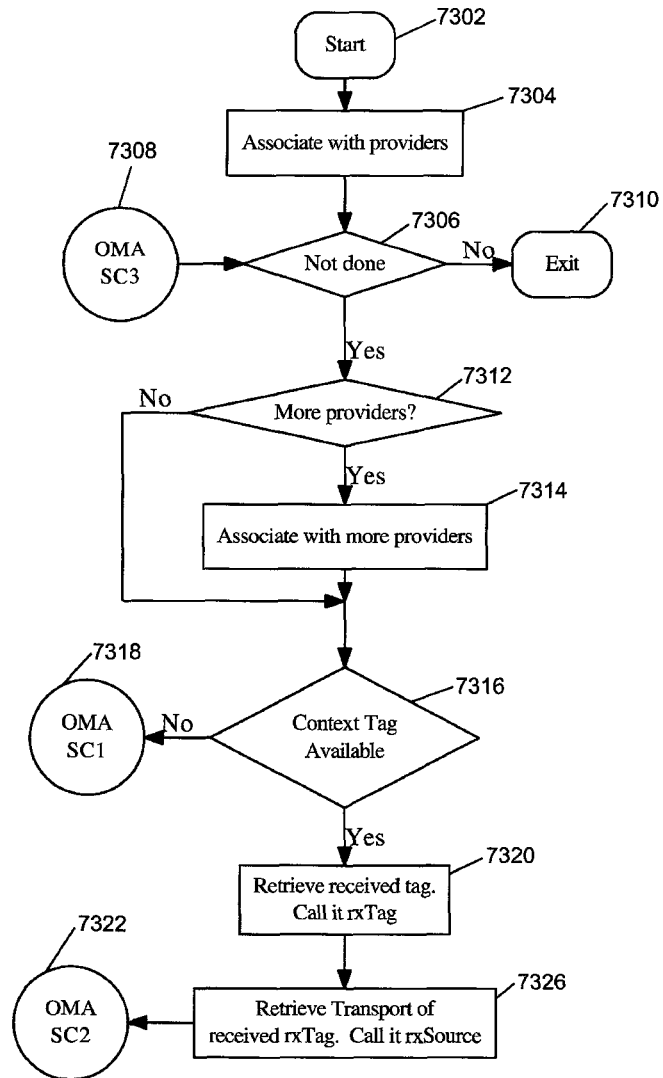 7302
Start
7304
Associate with providers
7308
7306
7310
OMA
SC3
Not done
No
Exit
Yes
7312
No
More providers?
Yes
7314
Associate with more providers
7318
7316
OMA
SC1
No
Context Tag
Available
Yes
7320
Retrieve received tag.
Call it rxTag
7322
7326
OMA
SC2
Retrieve Transport of
received rxTag. Call it rxSource